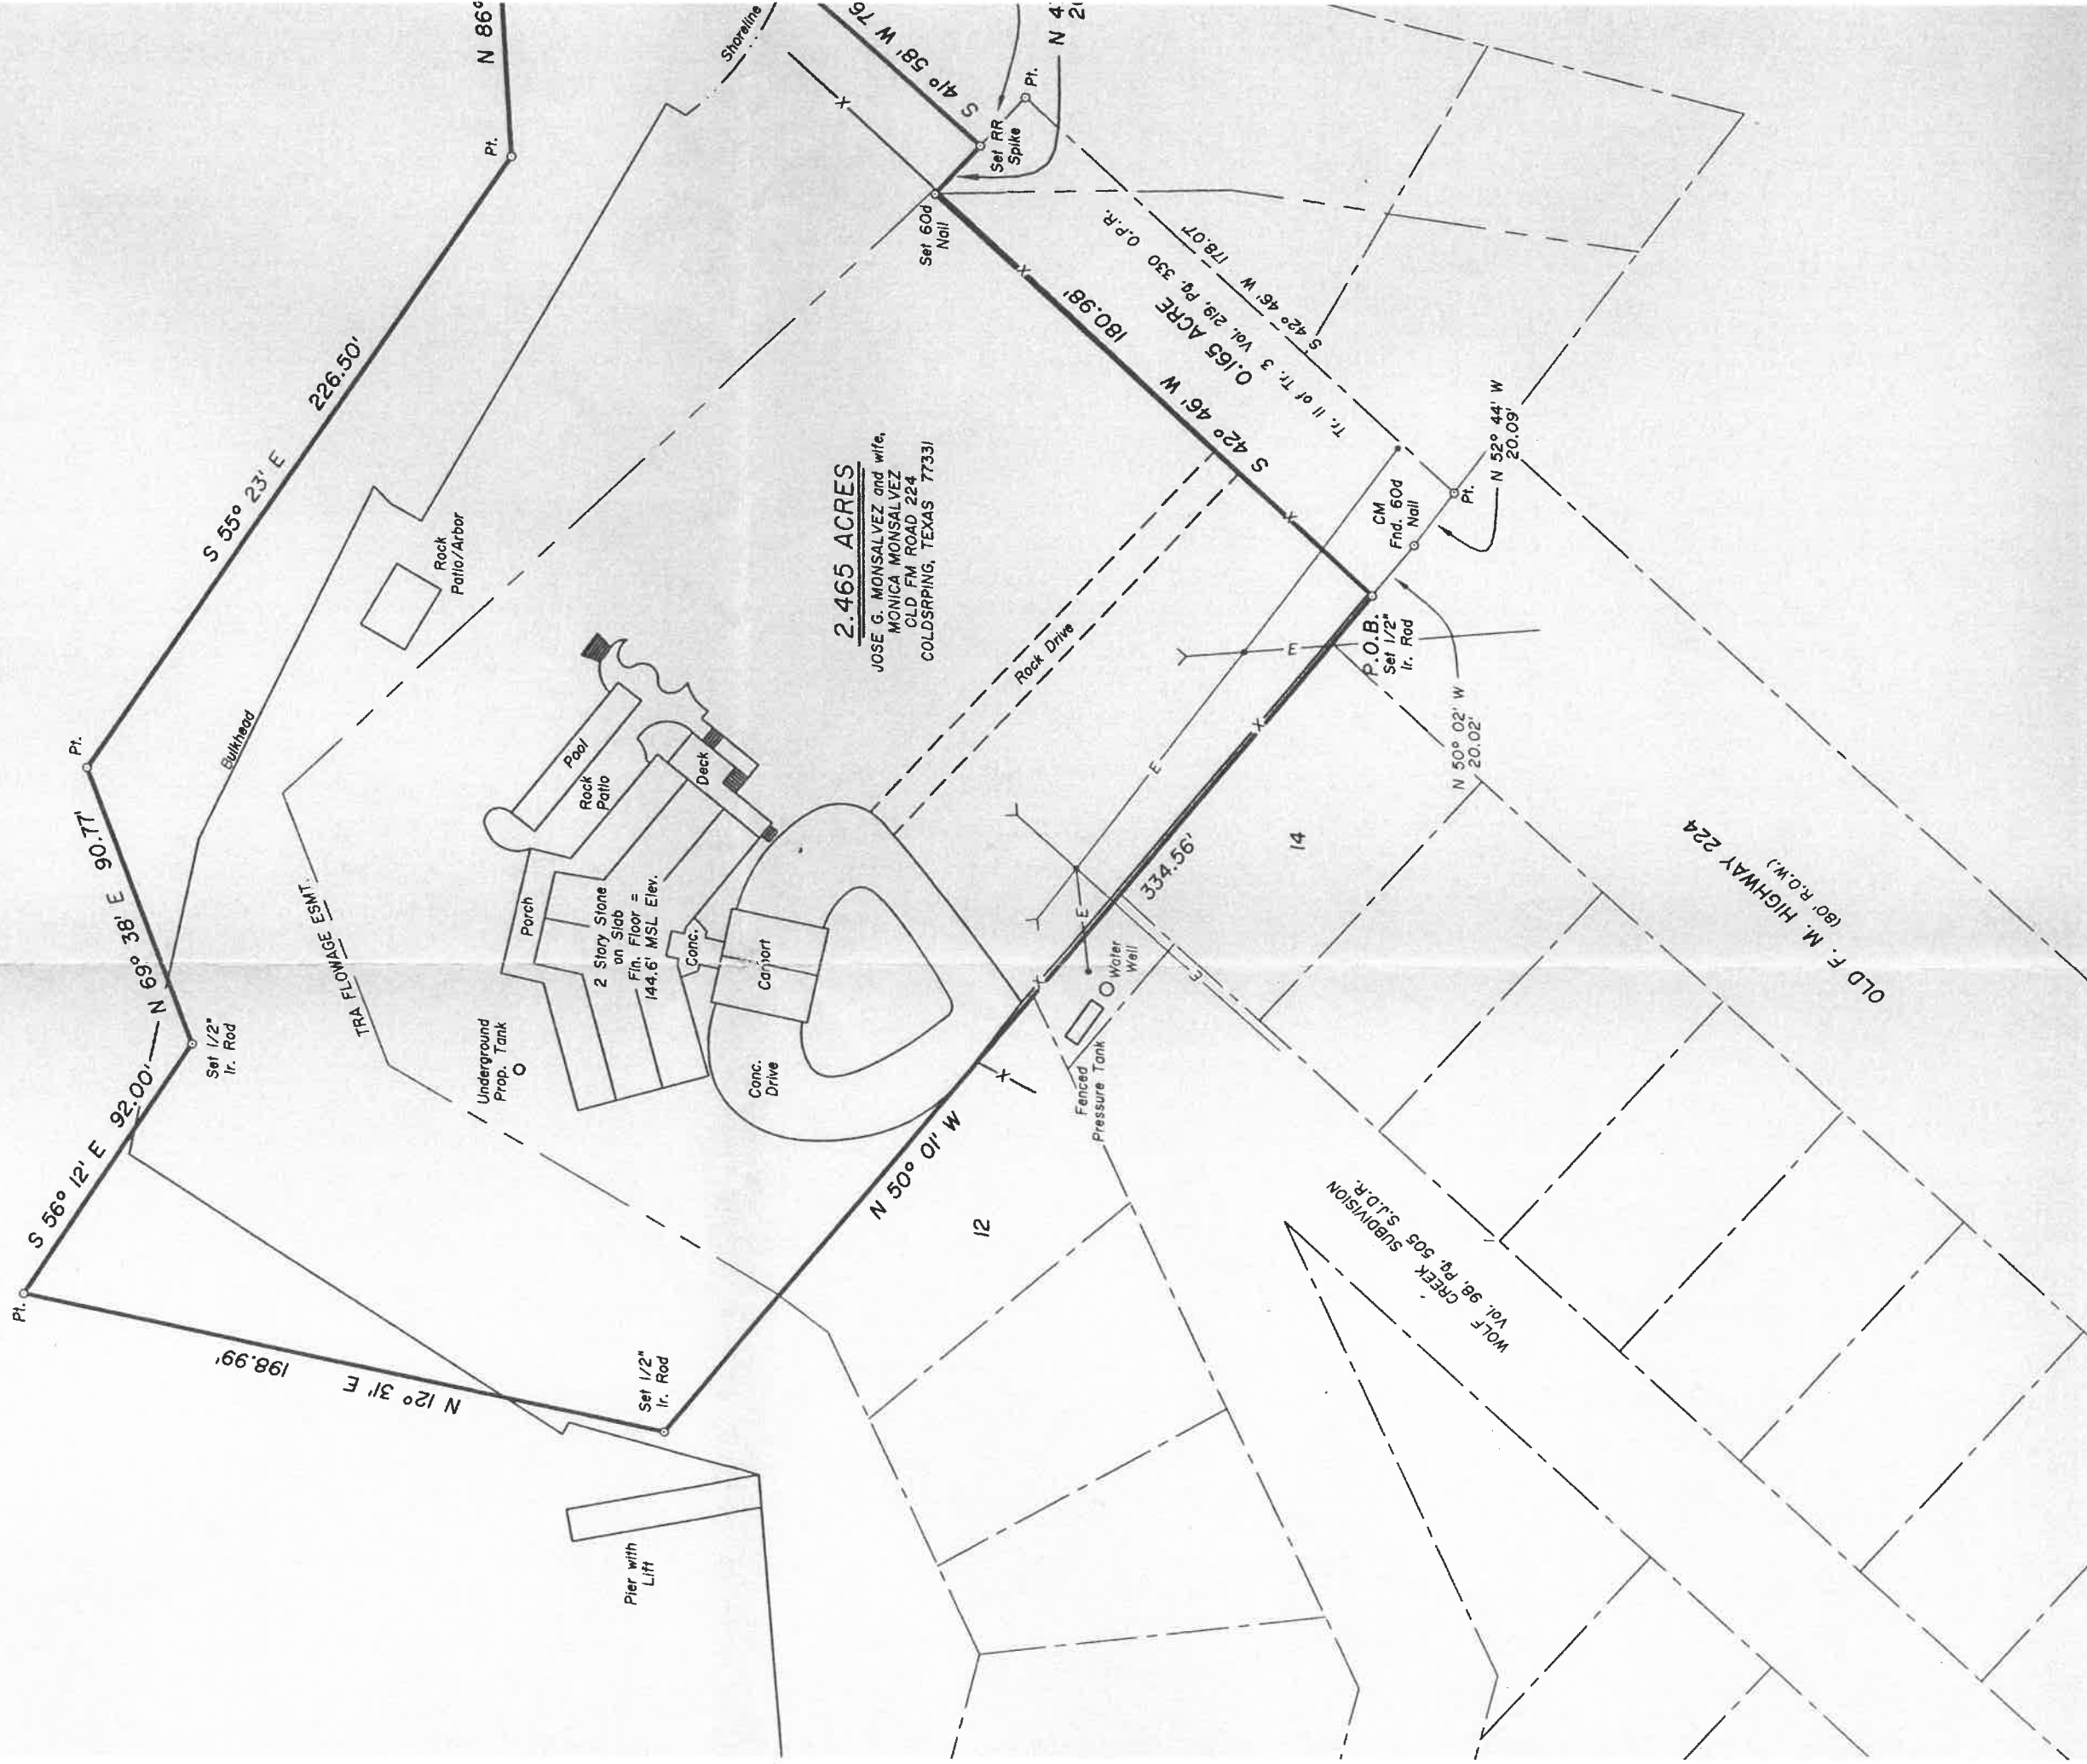 N 86°
Pt.
Shoreline
S 41° 58' W 76
N 4
20
Pt.
Set RR
Spike
Set 60d
Nail
S 55° 23' E 226.50'
Pt.
N 69° 38' E 90.77'
S 56° 12' E 92.00'
Pt.
Set 1/2"
Ir. Rod
N 12° 31' E 198.99'
Set 1/2"
Ir. Rod
Pier with
Lift
Bulkhead
Rock
Patio/Arbor
TRA FLOWAGE ESMT.
Underground
Prop. Tank
Pool
Rock
Patio
Deck
Porch
2 Story Stone
on Slab
Fin. Floor =
144.6' MSL Elev.
Conc.
Carport
Conc.
Drive
2.465 ACRES
JOSE G. MONSALVEZ and wife,
MONICA MONSALVEZ
OLD FM ROAD 224
COLDSRPING, TEXAS 77331
Rock Drive
X
X
X
X
X
X
X
S 42° 46' W 180.98'
0.165 ACRE
Tr. 11 of Tr. 3 Vol. 219, Pg. 330 O.P.R.
S 42° 46' W 178.07'
CM
Fnd. 60d
Nail
Pt.
N 52° 44' W
20.09'
P.O.B.
Set 1/2"
Ir. Rod
N 50° 02' W
20.02'
E
E
E
E
N 50° 01' W 334.56'
Water
Well
Fenced
Pressure Tank
14
12
OLD F. M. HIGHWAY 224
(80' R.O.W.)
WOLF CREEK SUBDIVISION
Vol. 98, Pg. 505 S.J.D.R.